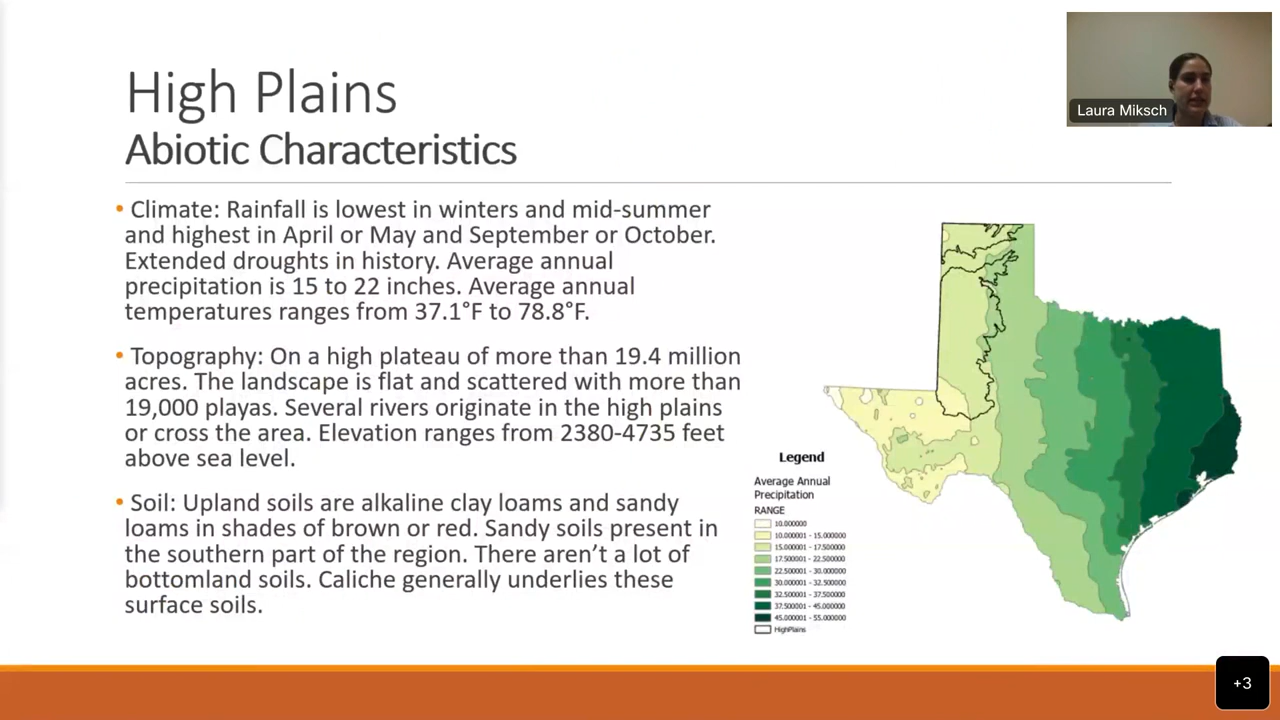 High Plains
Abiotic Characteristics
Laura Miksch
• Climate: Rainfall is lowest in winters and mid-summer
and highest in April or May and September or October.
Extended droughts in history. Average annual
precipitation is 15 to 22 inches. Average annual
temperatures ranges from 37.1°F to 78.8°F.
• Topography: On a high plateau of more than 19.4 million
acres. The landscape is flat and scattered with more than
19,000 playas. Several rivers originate in the high plains
or cross the area. Elevation ranges from 2380-4735 feet
above sea level.
• Soil: Upland soils are alkaline clay loams and sandy
loams in shades of brown or red. Sandy soils present in
the southern part of the region. There aren’t a lot of
bottomland soils. Caliche generally underlies these
surface soils.
Legend
Average Annual
Precipitation
RANGE
10.000000
10.000001 - 15.000000
15.000001 - 17.500000
17.500001 - 22.500000
22.500001 - 30.000000
30.000001 - 32.500000
32.500001 - 37.500000
37.500001 - 45.000000
45.000001 - 55.000000
HighPlains
+3